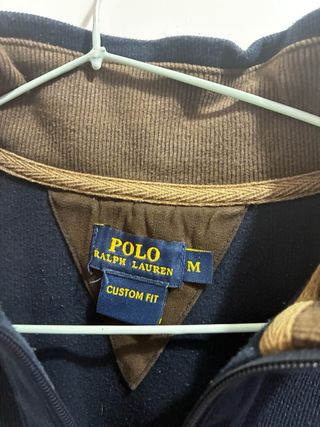 POLO
RALPH LAUREN
M
CUSTOM FIT